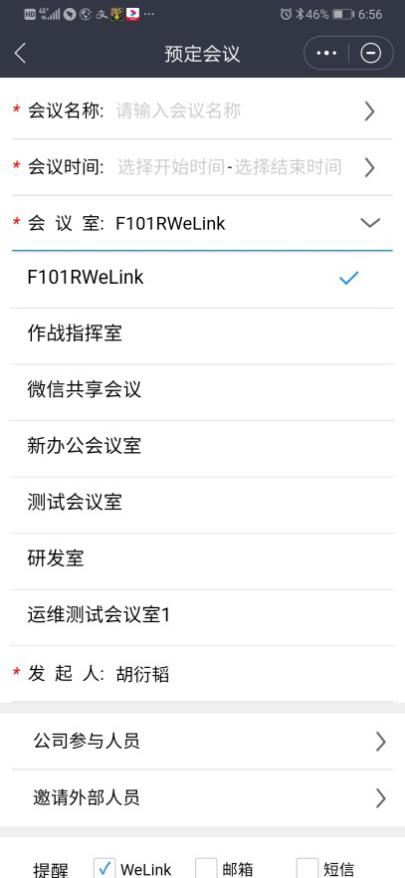 46% 6:56
预定会议
* 会议名称: 请输入会议名称
* 会议时间: 选择开始时间-选择结束时间
* 会 议 室: F101RWeLink
F101RWeLink
作战指挥室
微信共享会议
新办公会议室
测试会议室
研发室
运维测试会议室1
* 发 起 人: 胡衍韬
公司参与人员
邀请外部人员
提醒 WeLink 邮箱 短信